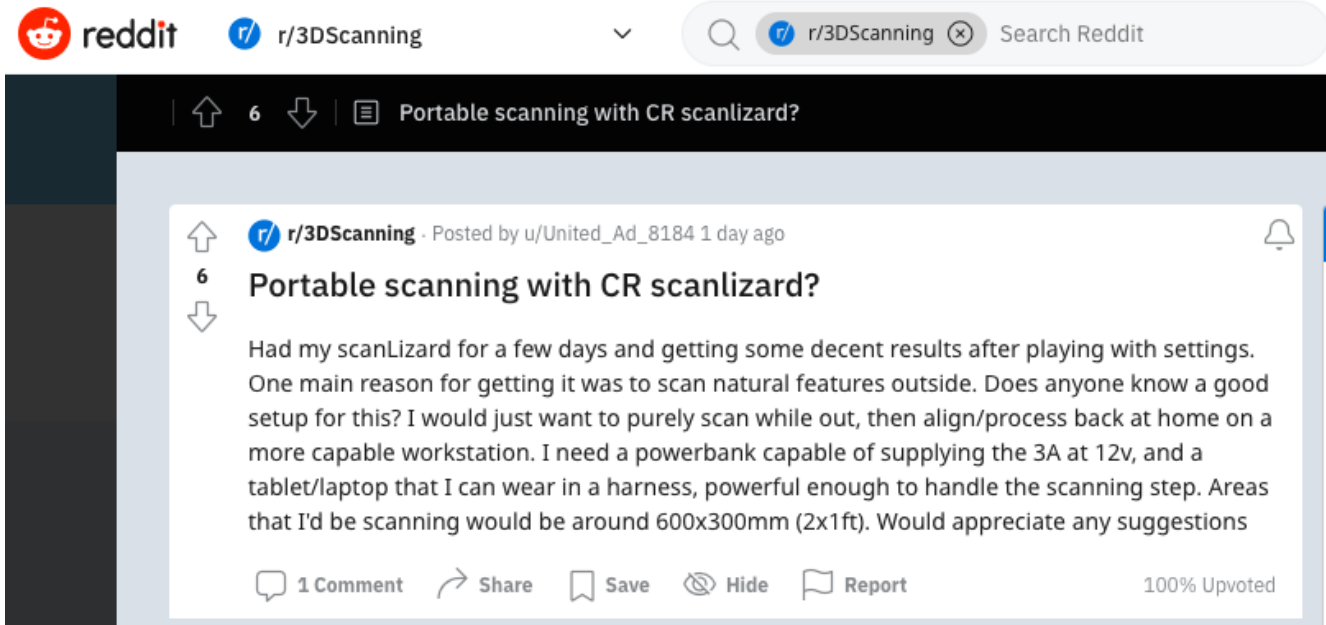 reddit r/3DScanning r/3DScanning Search Reddit
6 Portable scanning with CR scanlizard?
r/3DScanning · Posted by u/United_Ad_8184 1 day ago
6
Portable scanning with CR scanlizard?
Had my scanLizard for a few days and getting some decent results after playing with settings.
One main reason for getting it was to scan natural features outside. Does anyone know a good
setup for this? I would just want to purely scan while out, then align/process back at home on a
more capable workstation. I need a powerbank capable of supplying the 3A at 12v, and a
tablet/laptop that I can wear in a harness, powerful enough to handle the scanning step. Areas
that I'd be scanning would be around 600x300mm (2x1ft). Would appreciate any suggestions
1 Comment Share Save Hide Report 100% Upvoted